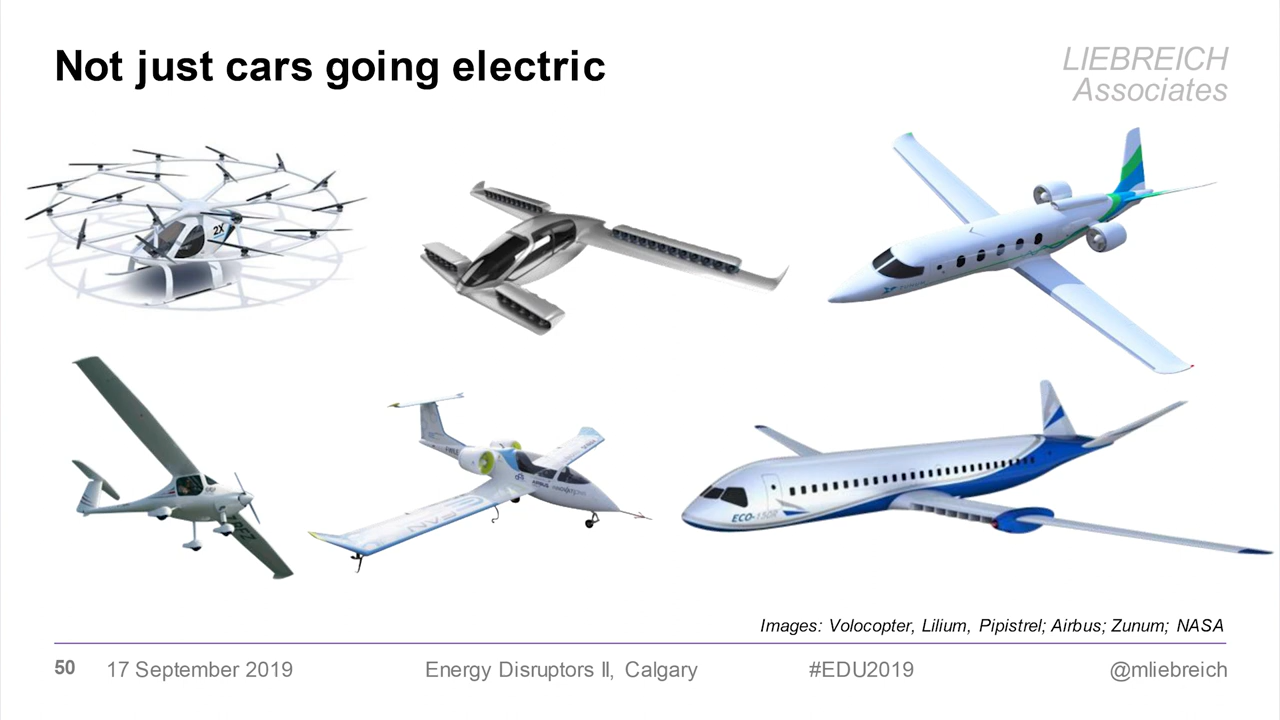 Not just cars going electric
LIEBREICH
Associates
2X
ECO-150R
Images: Volocopter, Lilium, Pipistrel; Airbus; Zunum; NASA
50
17 September 2019
Energy Disruptors II, Calgary
#EDU2019
@mliebreich